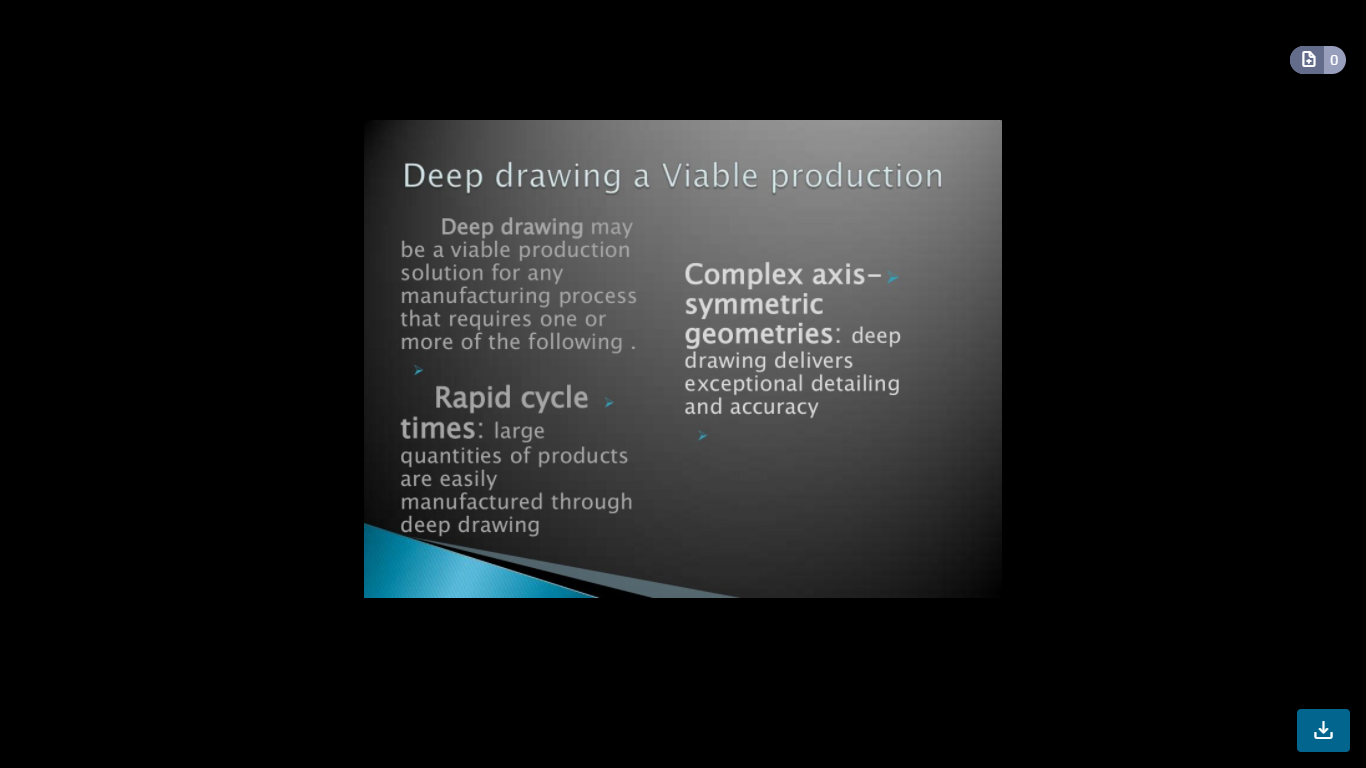 0
Deep drawing a Viable production
Deep drawing may
be a viable production
solution for any
manufacturing process
that requires one or
more of the following .
Rapid cycle
times: large
quantities of products
are easily
manufactured through
deep drawing
Complex axis-
symmetric
geometries: deep
drawing delivers
exceptional detailing
and accuracy